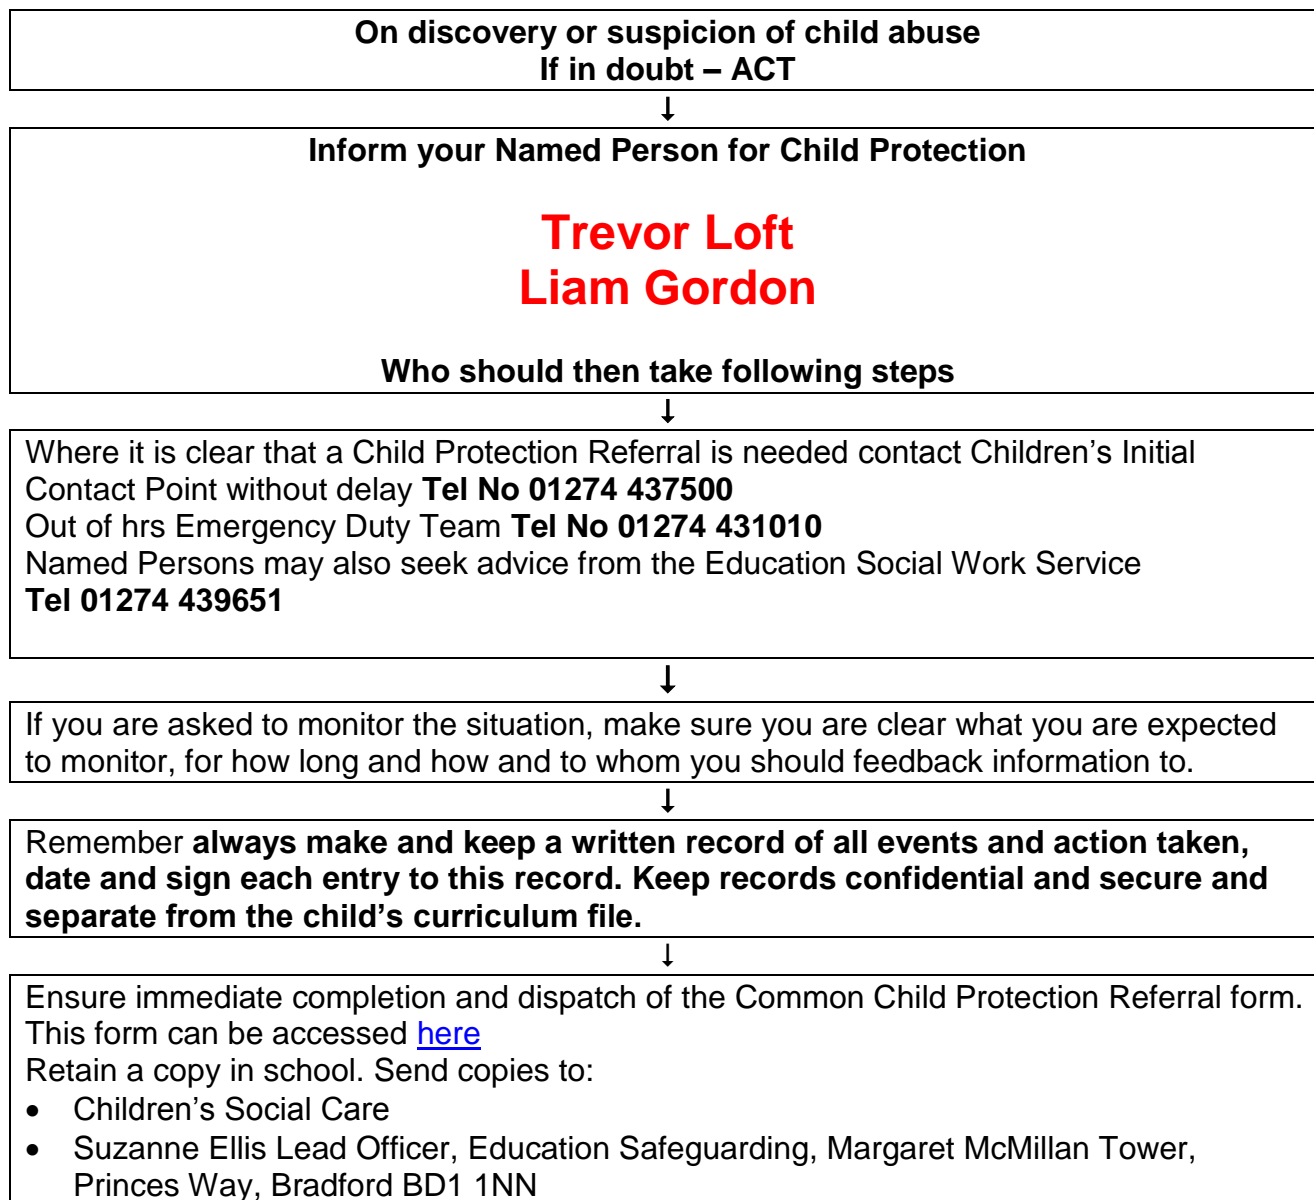 On discovery or suspicion of child abuse
If in doubt – ACT
↓
Inform your Named Person for Child Protection
Trevor Loft
Liam Gordon
Who should then take following steps
↓
Where it is clear that a Child Protection Referral is needed contact Children’s Initial
Contact Point without delay Tel No 01274 437500
Out of hrs Emergency Duty Team Tel No 01274 431010
Named Persons may also seek advice from the Education Social Work Service
Tel 01274 439651
↓
If you are asked to monitor the situation, make sure you are clear what you are expected
to monitor, for how long and how and to whom you should feedback information to.
↓
Remember always make and keep a written record of all events and action taken,
date and sign each entry to this record. Keep records confidential and secure and
separate from the child’s curriculum file.
↓
Ensure immediate completion and dispatch of the Common Child Protection Referral form.
This form can be accessed here
Retain a copy in school. Send copies to:
• Children’s Social Care
• Suzanne Ellis Lead Officer, Education Safeguarding, Margaret McMillan Tower,
Princes Way, Bradford BD1 1NN